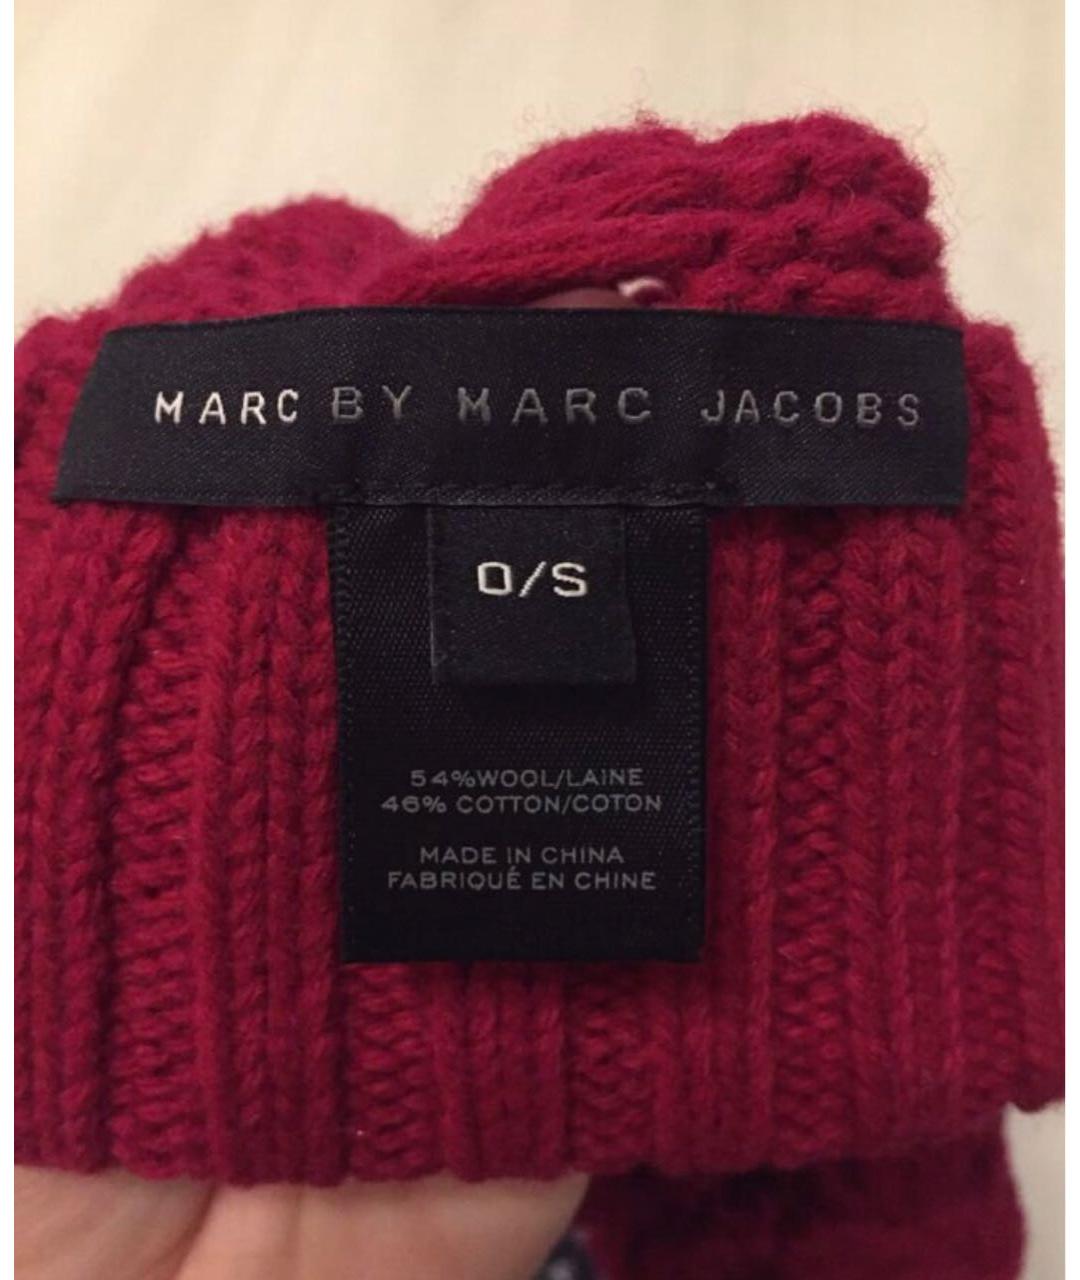 MARC BY MARC JACOBS
O/S
54%WOOL/LAINE
46% COTTON/COTON
MADE IN CHINA
FABRIQUÉ EN CHINE